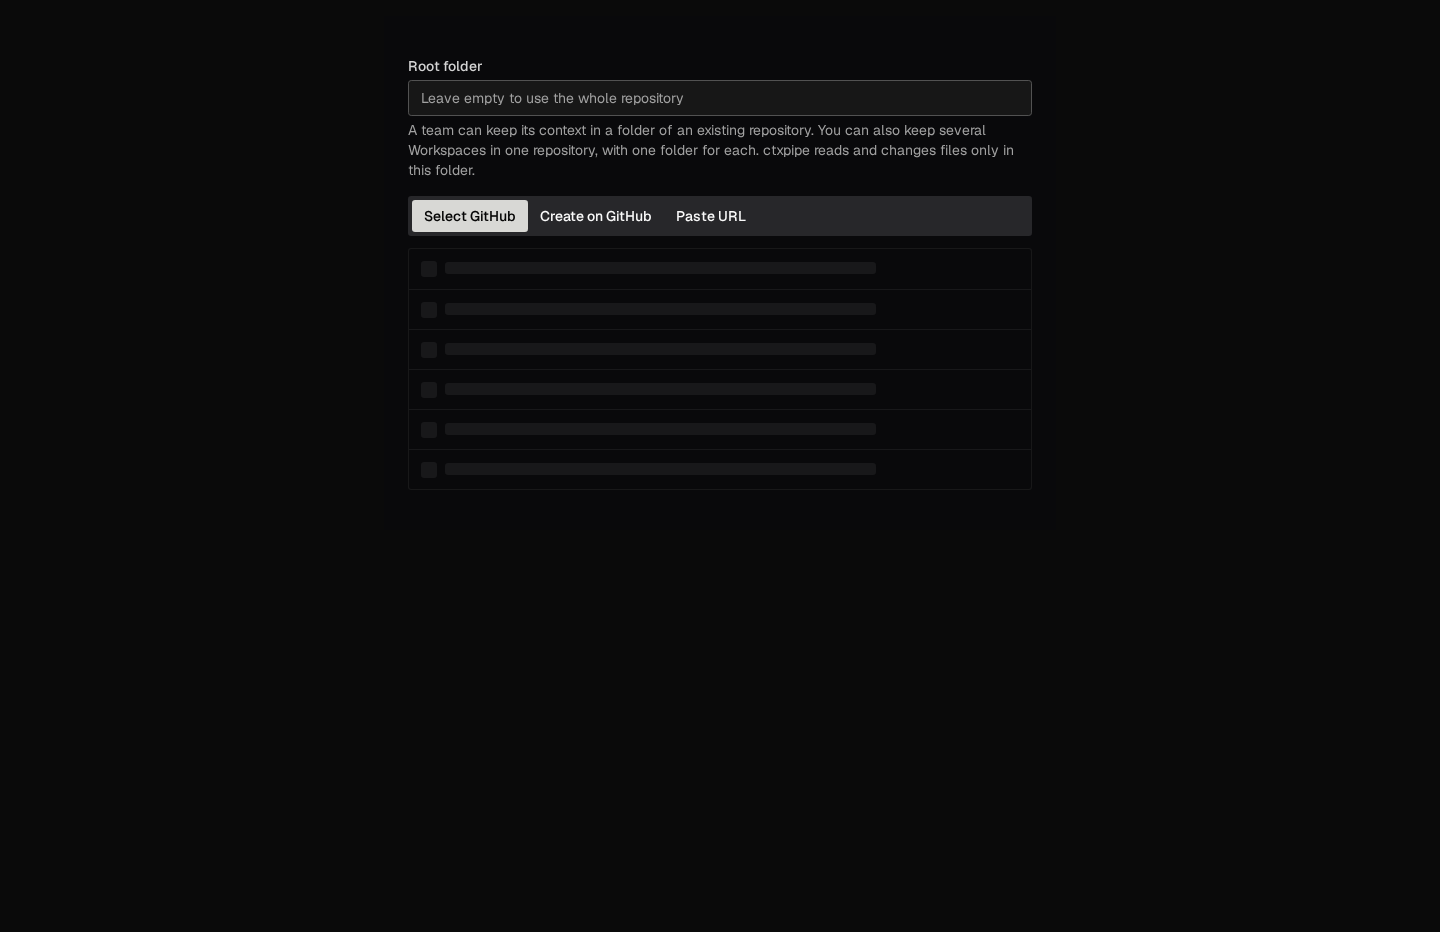 Root folder
Leave empty to use the whole repository
A team can keep its context in a folder of an existing repository. You can also keep several
Workspaces in one repository, with one folder for each. ctxpipe reads and changes files only in
this folder.
Select GitHub
Create on GitHub
Paste URL